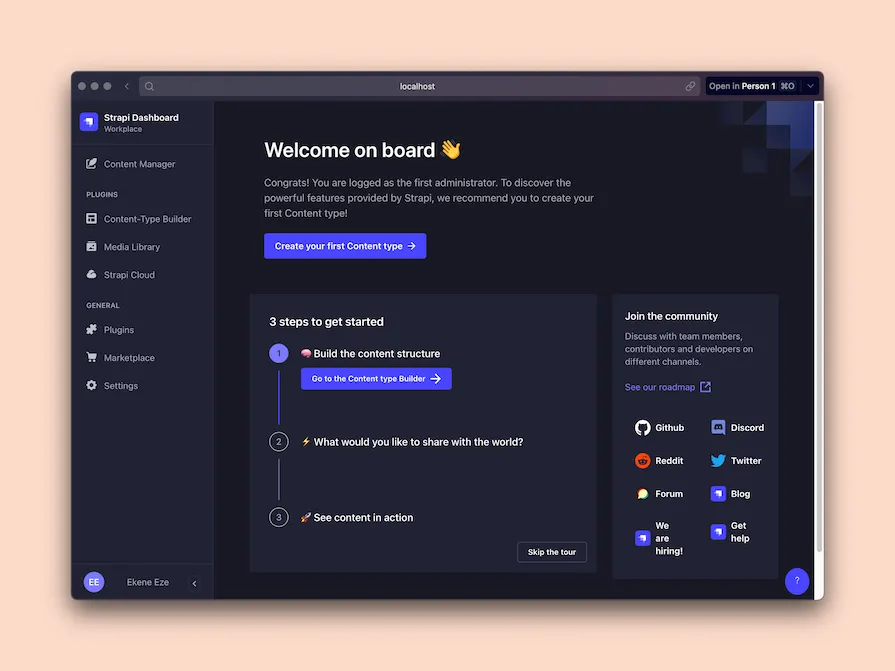 localhost
Open in Person 1 ⌘O
Strapi Dashboard
Workplace
Content Manager
PLUGINS
Content-Type Builder
Media Library
Strapi Cloud
GENERAL
Plugins
Marketplace
Settings
EE
Ekene Eze
Welcome on board 👋
Congrats! You are logged as the first administrator. To discover the
powerful features provided by Strapi, we recommend you to create your
first Content type!
Create your first Content type →
3 steps to get started
1
🧠 Build the content structure
Go to the Content type Builder →
2
⚡ What would you like to share with the world?
3
🚀 See content in action
Skip the tour
Join the community
Discuss with team members,
contributors and developers on
different channels.
See our roadmap
Github
Discord
Reddit
Twitter
Forum
Blog
We
are
hiring!
Get
help
?